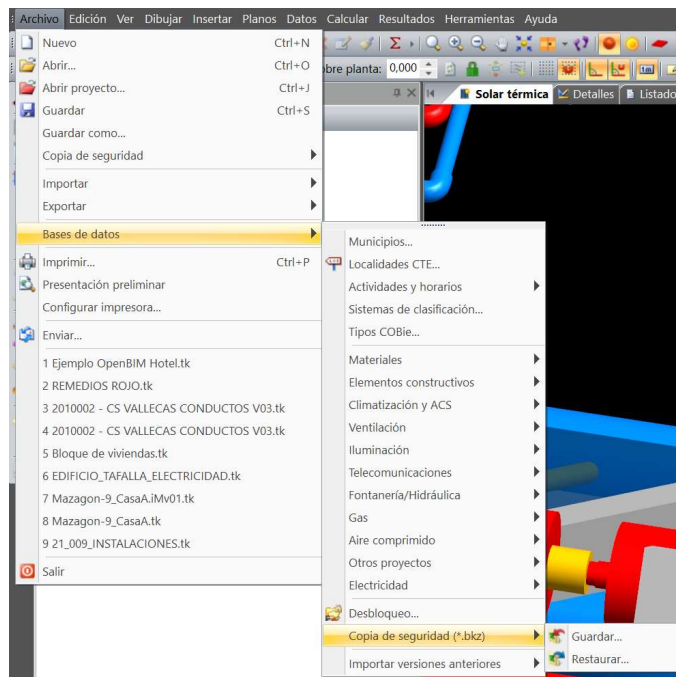 Archivo Edición Ver Dibujar Insertar Planos Datos Calcular Resultados Herramientas Ayuda
Nuevo Ctrl+N
Abrir... Ctrl+O
bre planta: 0,000
Abrir proyecto... Ctrl+J
Solar térmica Detalles Listado
Guardar Ctrl+S
Guardar como...
Copia de seguridad
Importar
Exportar
Bases de datos
Imprimir... Ctrl+P
Presentación preliminar
Configurar impresora...
Enviar...
1 Ejemplo OpenBIM Hotel.tk
2 REMEDIOS ROJO.tk
3 2010002 - CS VALLECAS CONDUCTOS V03.tk
4 2010002 - CS VALLECAS CONDUCTOS V03.tk
5 Bloque de viviendas.tk
6 EDIFICIO_TAFALLA_ELECTRICIDAD.tk
7 Mazagon-9_CasaA.iMv01.tk
8 Mazagon-9_CasaA.tk
9 21_009_INSTALACIONES.tk
Salir
Municipios...
Localidades CTE...
Actividades y horarios
Sistemas de clasificación...
Tipos COBie...
Materiales
Elementos constructivos
Climatización y ACS
Ventilación
Iluminación
Telecomunicaciones
Fontanería/Hidráulica
Gas
Aire comprimido
Otros proyectos
Electricidad
Desbloqueo...
Copia de seguridad (*.bkz)
Importar versiones anteriores
Guardar...
Restaurar...